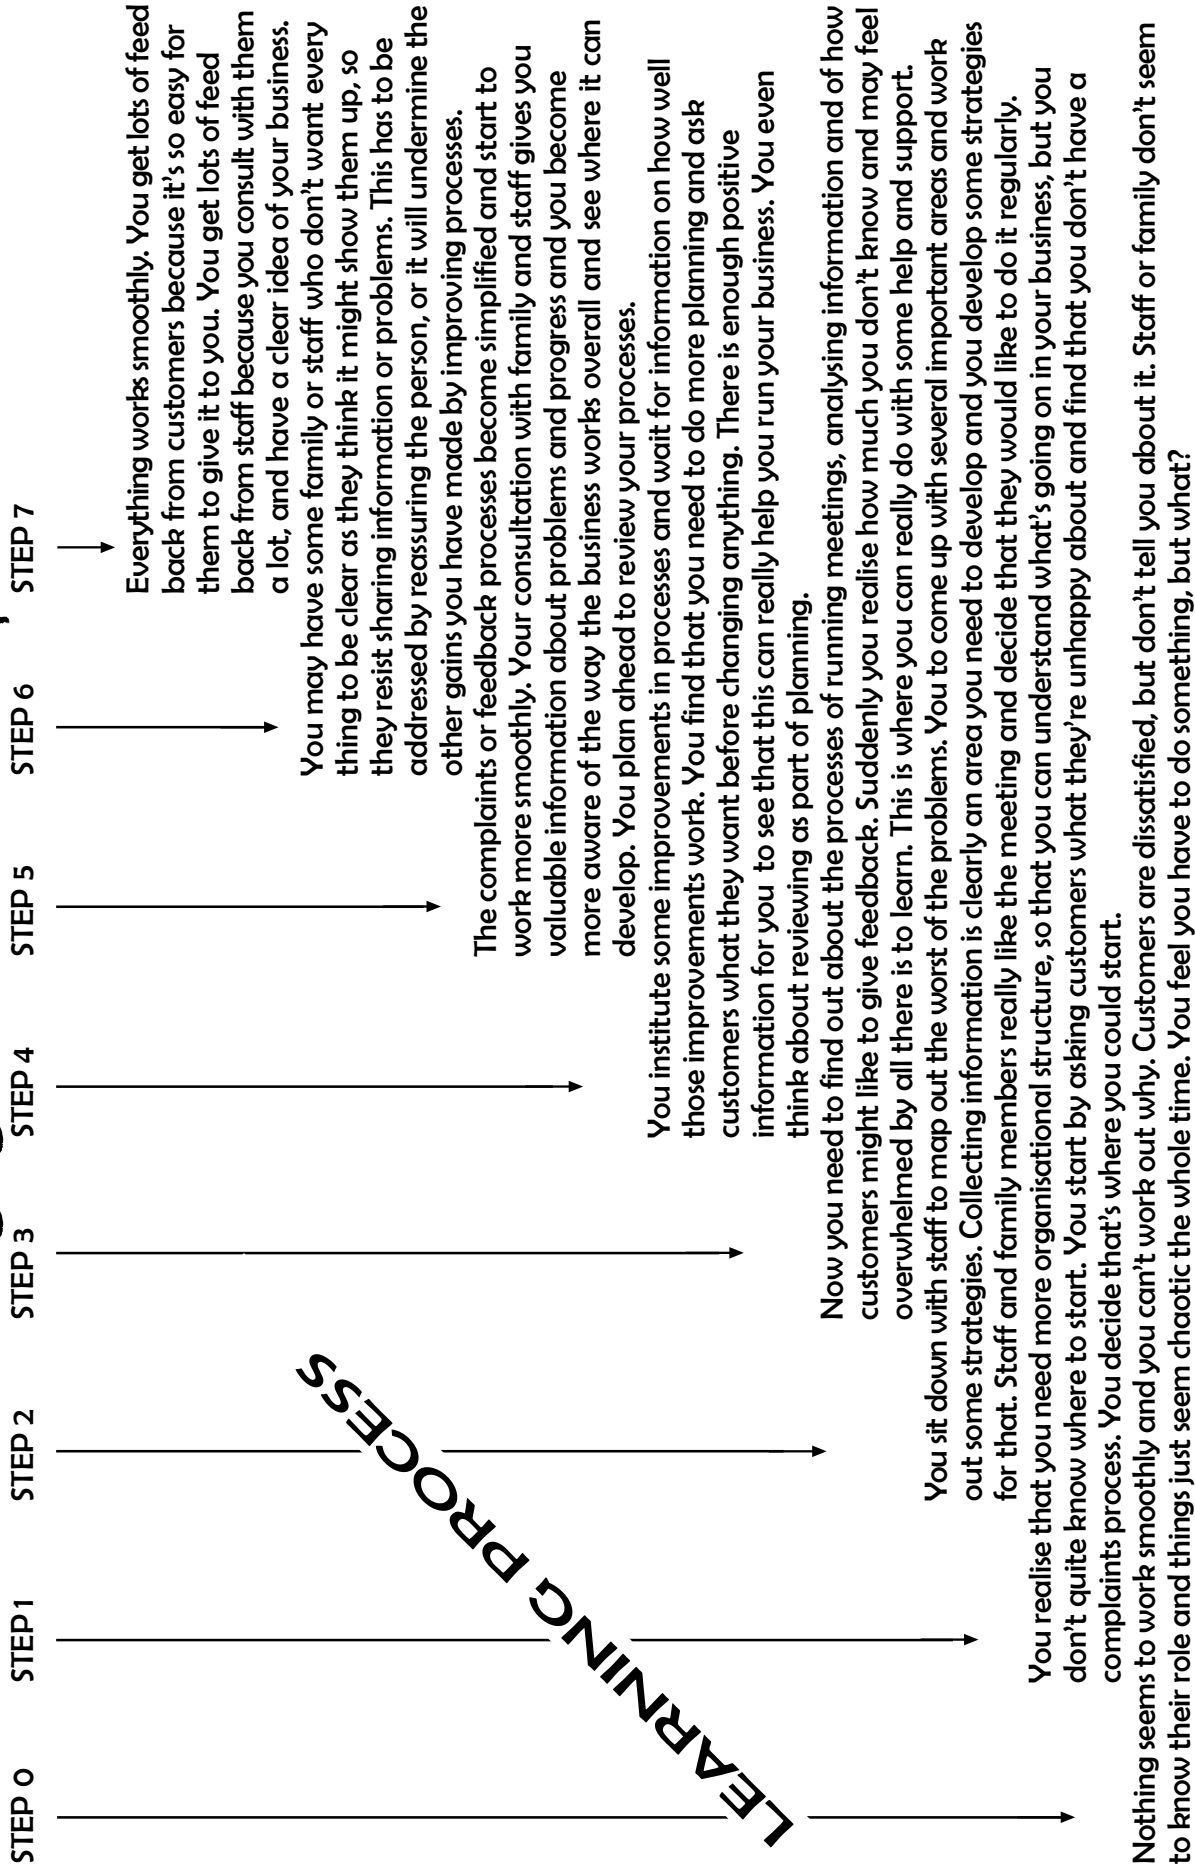 STEP 0
STEP1
STEP 2
STEP 3
STEP 4
STEP 5
STEP 6
STEP 7
LEARNING PROCESS
Everything works smoothly. You get lots of feed
back from customers because it's so easy for
them to give it to you. You get lots of feed
back from staff because you consult with them
a lot, and have a clear idea of your business.
You may have some family or staff who don't want every
thing to be clear as they think it might show them up, so
they resist sharing information or problems. This has to be
addressed by reassuring the person, or it will undermine the
other gains you have made by improving processes.
The complaints or feedback processes become simplified and start to
work more smoothly. Your consultation with family and staff gives you
valuable information about problems and progress and you become
more aware of the way the business works overall and see where it can
develop. You plan ahead to review your processes.
You institute some improvements in processes and wait for information on how well
those improvements work. You find that you need to do more planning and ask
customers what they want before changing anything. There is enough positive
information for you to see that this can really help you run your business. You even
think about reviewing as part of planning.
Now you need to find out about the processes of running meetings, analysing information and of how
customers might like to give feedback. Suddenly you realise how much you don't know and may feel
overwhelmed by all there is to learn. This is where you can really do with some help and support.
You sit down with staff to map out the worst of the problems. You to come up with several important areas and work
out some strategies. Collecting information is clearly an area you need to develop and you develop some strategies
for that. Staff and family members really like the meeting and decide that they would like to do it regularly.
You realise that you need more organisational structure, so that you can understand what's going on in your business, but you
don't quite know where to start. You start by asking customers what they're unhappy about and find that you don't have a
complaints process. You decide that's where you could start.
Nothing seems to work smoothly and you can't work out why. Customers are dissatisfied, but don't tell you about it. Staff or family don't seem
to know their role and things just seem chaotic the whole time. You feel you have to do something, but what?